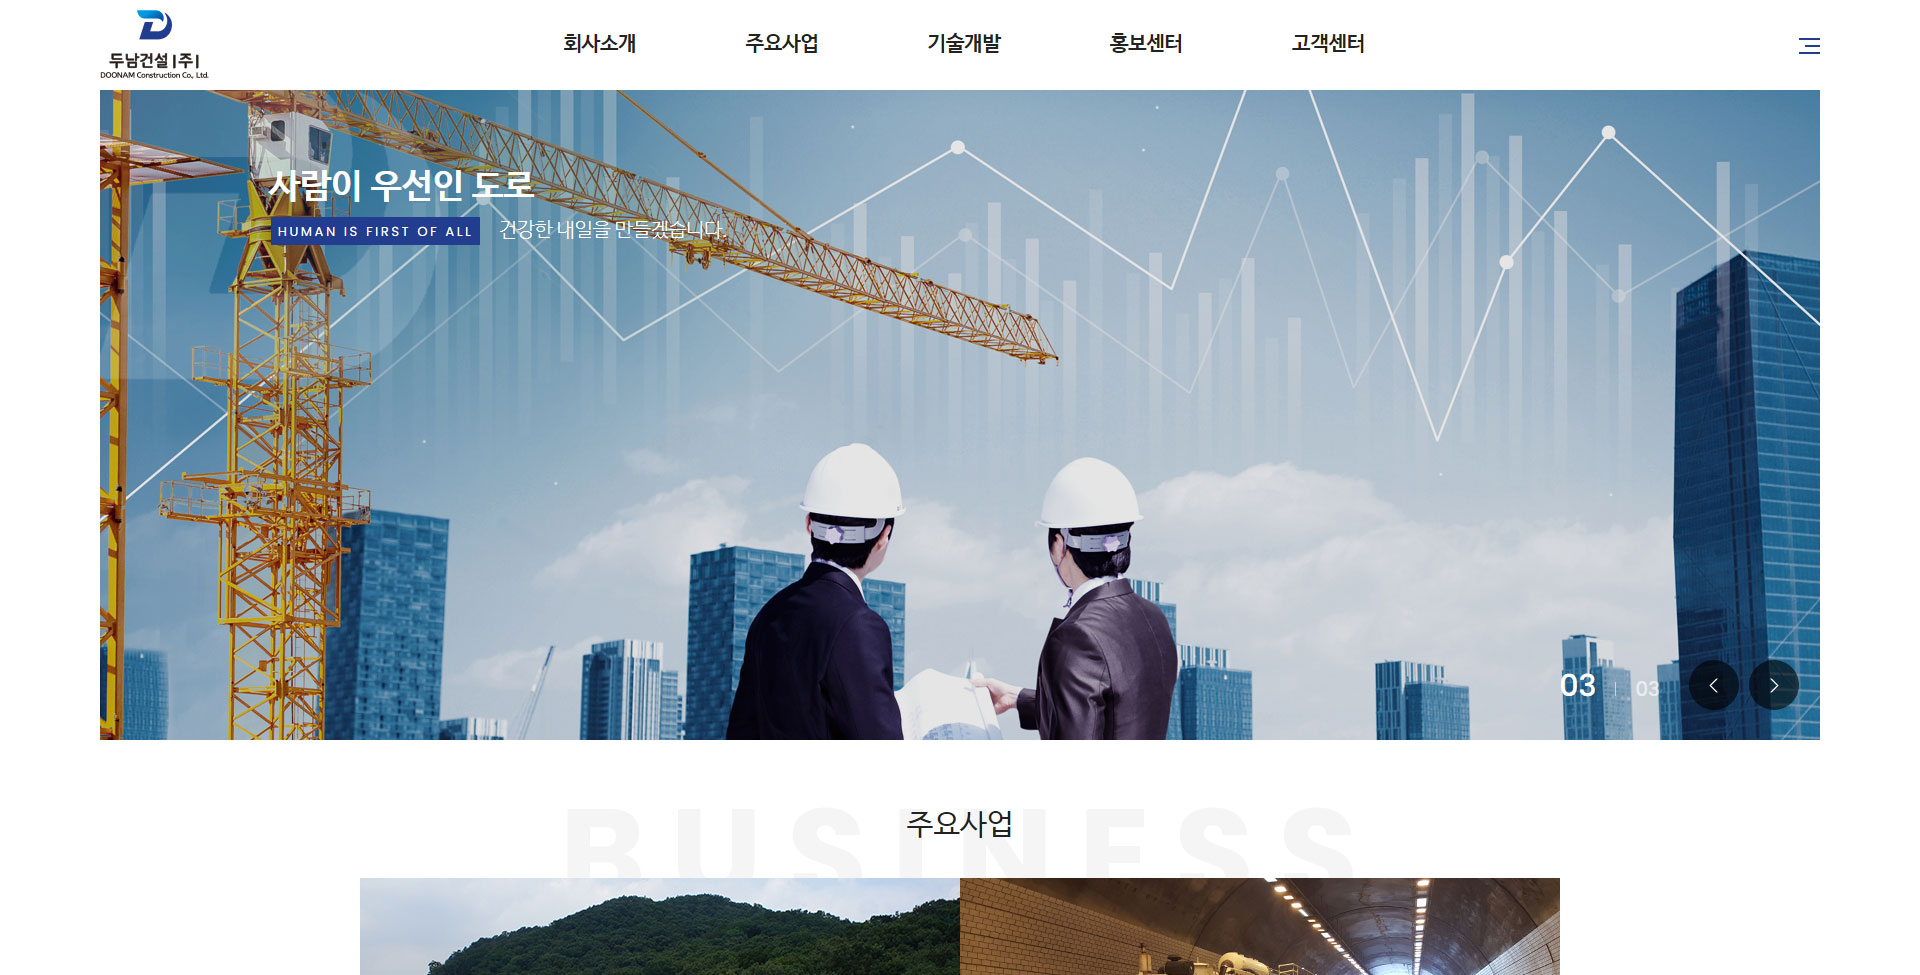 두남건설|주|
DOONAM Construction Co., Ltd.
회사소개
주요사업
기술개발
홍보센터
고객센터
사람이 우선인 도로
HUMAN IS FIRST OF ALL
건강한 내일을 만들겠습니다.
03 | 03
BUSINESS
주요사업